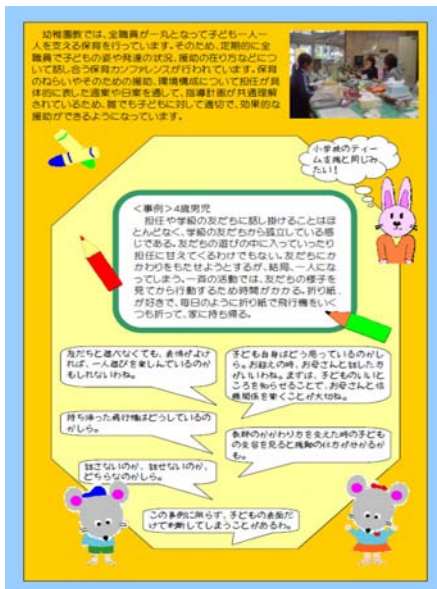 幼稚園教では、全職員が一丸となって子ども一人一
人を支える保育を行っています。そのため、定期的に全
職員で子どもの姿や発達の状況、援助の在り方などにつ
いて話し合う保育カンファレンスが行われています。保育
のねらいやそのための援助、環境構成について担任が具
体的に表した週案や日案を通して、指導計画が共通理解
されているため、誰でも子どもに対して適切で、効果的な
援助ができるようになっています。
小学校のティー
ム支援と同じみ
たい!
<事例>4歳男児
担任や学級の友だちに話し掛けることはほ
とんどなく、学級の友だちから孤立している感
じである。友だちの遊びの中に入っていったり
担任に甘えてくるわけでもない。友だちにか
かわりをもたせようとするが、結局、一人にな
ってしまう。一斉の活動では、友だちの様子を
見てから行動するため時間がかかる。折り紙
が好きで、毎日のように折り紙で飛行機をいく
つも折って、家に持ち帰る。
友だちと遊べなくても、表情がよけ
れば、一人遊びを楽しんでいるのか
もしれないわね。
子ども自身はどう思っているのかし
ら。お迎えの時、お母さんと話した方
がいいわね。まずは、子どものいいと
ころを知らせることで、お母さんと信
頼関係を築くことが大切ね。
持ち帰った飛行機はどうしているの
かしら。
教師のかかわり方を変えた時の子ども
の変容を見ると援助の仕方が分かるか
も。
話さないのか、話せないのか、
どちらなのかしら。
この事例に限らず、子どもの表面だ
けで判断してしまうことがあるわ。